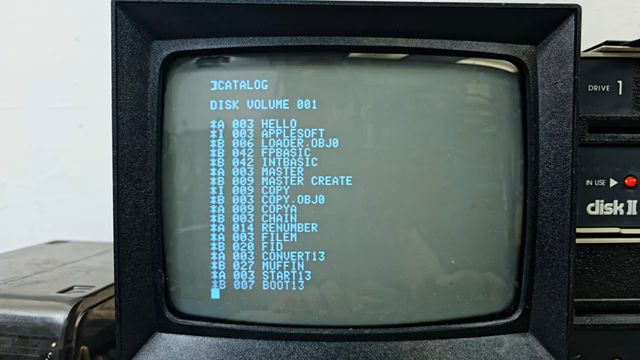 ]CATALOG
DISK VOLUME 001
*A 003 HELLO
*I 003 APPLESOFT
*B 006 LOADER.OBJ0
*B 042 FPBASIC
*B 042 INTBASIC
*A 003 MASTER
*B 009 MASTER CREATE
*I 009 COPY
*B 003 COPY.OBJ0
*A 009 COPYA
*B 003 CHAIN
*A 014 RENUMBER
*A 003 FILEM
*B 020 FID
*A 003 CONVERT13
*B 027 MUFFIN
*A 003 START13
*B 007 BOOT13
DRIVE 1
IN USE
disk ][